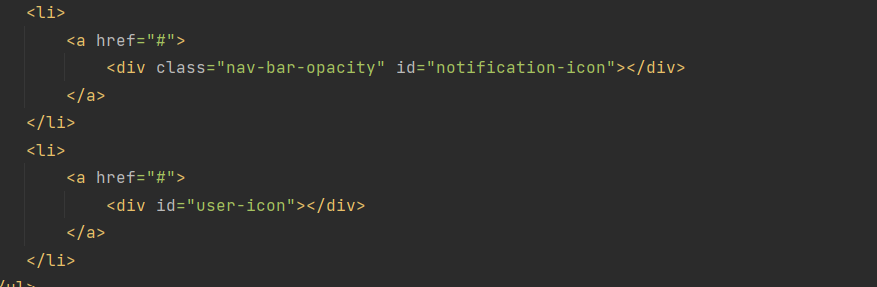 <li>
<a href="#">
<div class="nav-bar-opacity" id="notification-icon"></div>
</a>
</li>
<li>
<a href="#">
<div id="user-icon"></div>
</a>
</li>